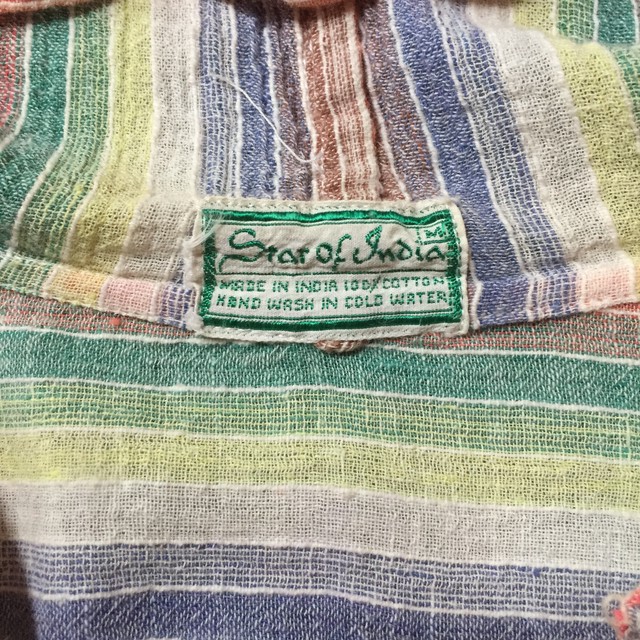 Star of India M
MADE IN INDIA 100% COTTON
HAND WASH IN COLD WATER